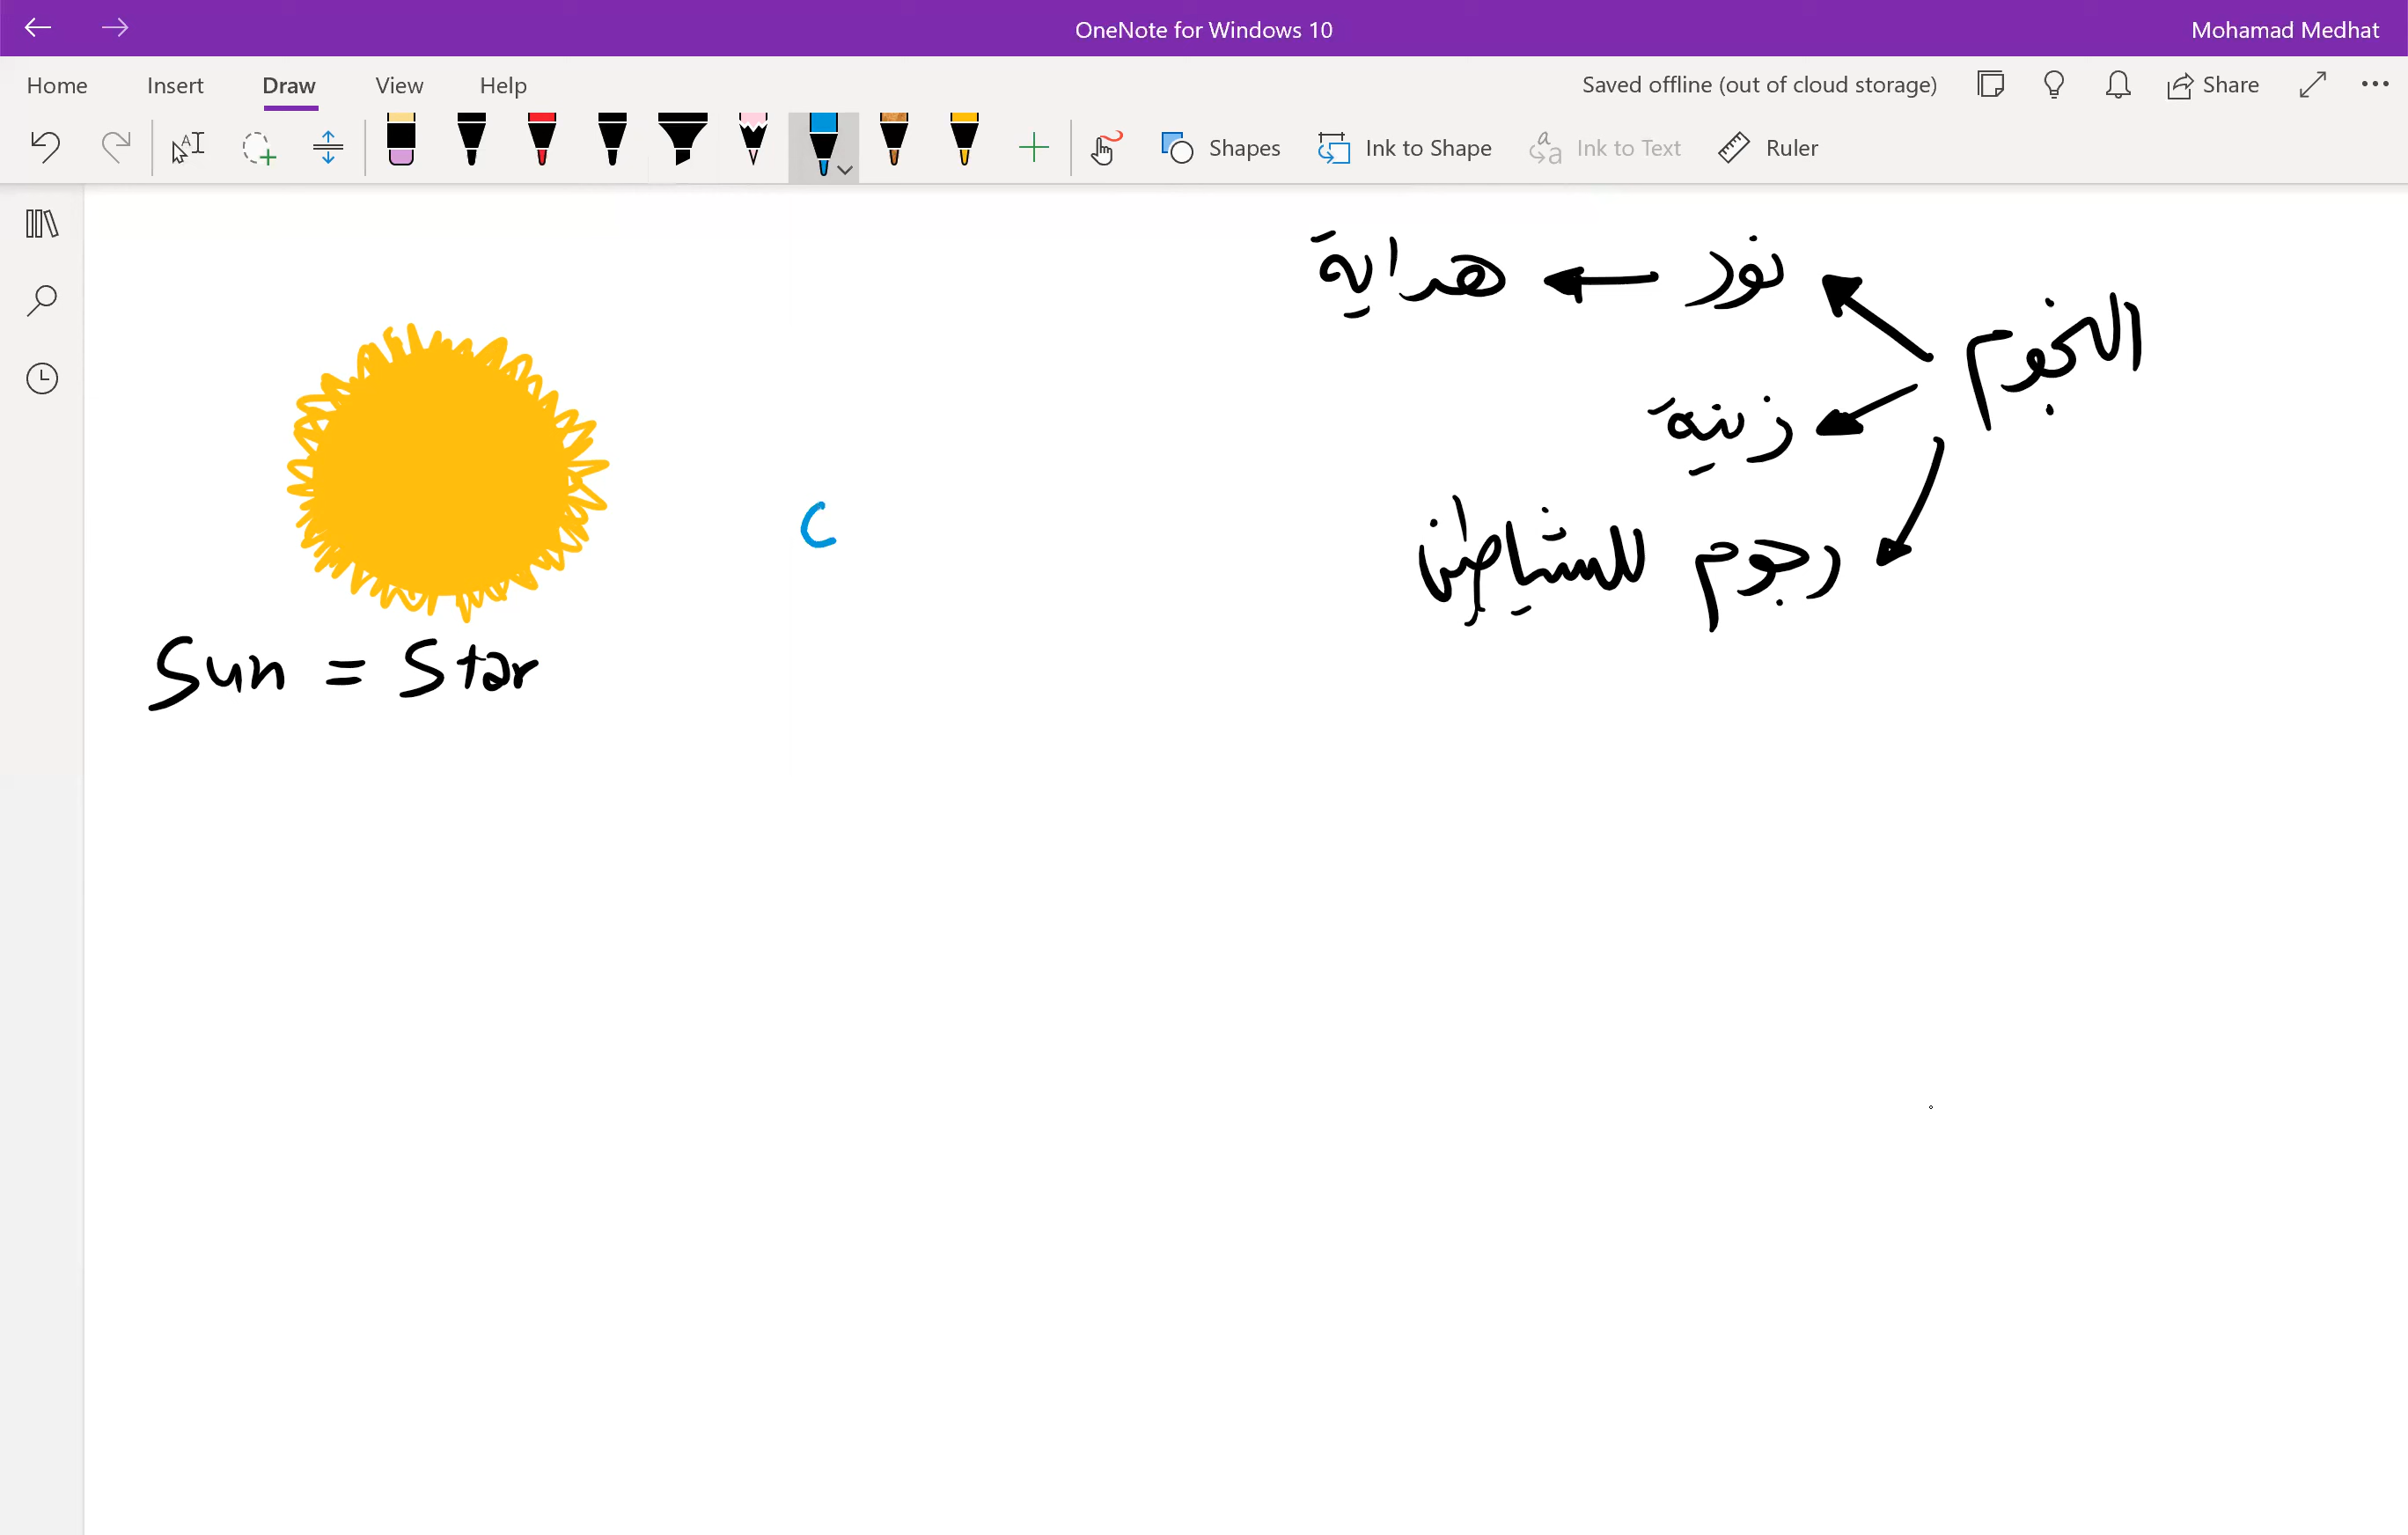 OneNote for Windows 10
Mohamad Medhat
Home Insert Draw View Help
Saved offline (out of cloud storage)
Share
Shapes
Ink to Shape
Ink to Text
Ruler
النجوم
نور ← هداية
زينة
رجوم للشياطين
C
Sun = Star